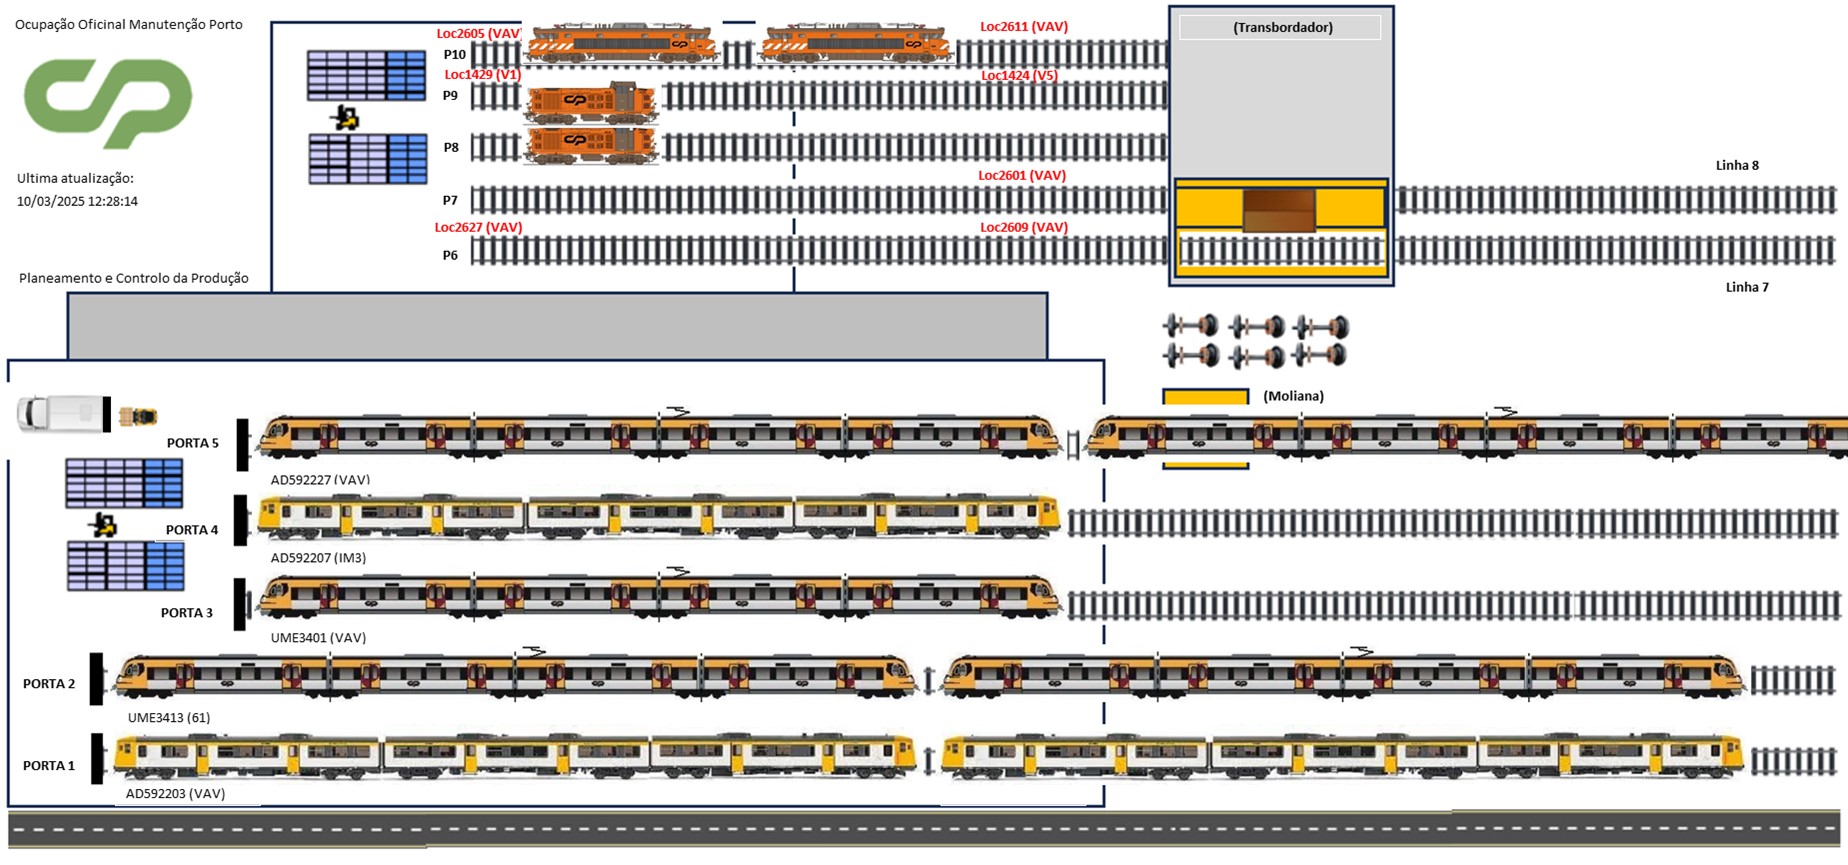 Ocupação Oficinal Manutenção Porto
Ultima atualização:
10/03/2025 12:28:14
Planeamento e Controlo da Produção
Loc2605 (VAV)
Loc2611 (VAV)
P10
Loc1429 (V1)
Loc1424 (V5)
P9
P8
Loc2601 (VAV)
P7
Loc2627 (VAV)
Loc2609 (VAV)
P6
(Transbordador)
Linha 8
Linha 7
(Moliana)
PORTA 5
AD592227 (VAV)
PORTA 4
AD592207 (IM3)
PORTA 3
UME3401 (VAV)
PORTA 2
UME3413 (61)
PORTA 1
AD592203 (VAV)